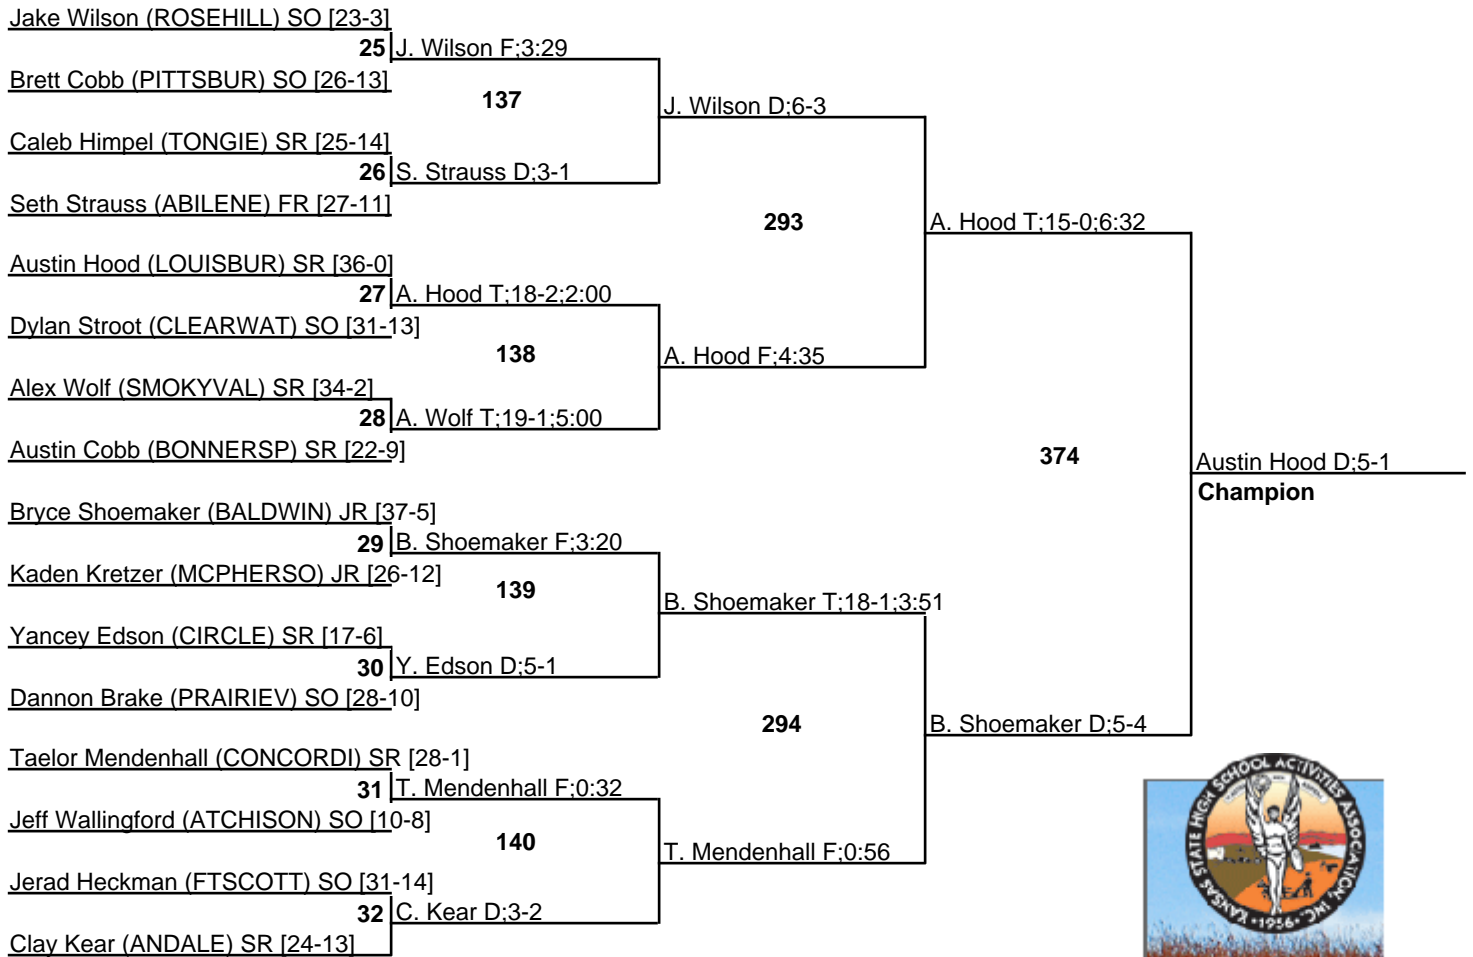 Jake Wilson (ROSEHILL) SO [23-3]
25 J. Wilson F;3:29
Brett Cobb (PITTSBUR) SO [26-13]
137
J. Wilson D;6-3
Caleb Himpel (TONGIE) SR [25-14]
26 S. Strauss D;3-1
Seth Strauss (ABILENE) FR [27-11]
293
A. Hood T;15-0;6:32
Austin Hood (LOUISBUR) SR [36-0]
27 A. Hood T;18-2;2:00
Dylan Stroot (CLEARWAT) SO [31-13]
138
A. Hood F;4:35
Alex Wolf (SMOKYVAL) SR [34-2]
28 A. Wolf T;19-1;5:00
Austin Cobb (BONNERSP) SR [22-9]
374
Austin Hood D;5-1
Champion
Bryce Shoemaker (BALDWIN) JR [37-5]
29 B. Shoemaker F;3:20
Kaden Kretzer (MCPHERSO) JR [26-12]
139
B. Shoemaker T;18-1;3:51
Yancey Edson (CIRCLE) SR [17-6]
30 Y. Edson D;5-1
Dannon Brake (PRAIRIEV) SO [28-10]
294
B. Shoemaker D;5-4
Taelor Mendenhall (CONCORDI) SR [28-1]
31 T. Mendenhall F;0:32
Jeff Wallingford (ATCHISON) SO [10-8]
140
T. Mendenhall F;0:56
Jerad Heckman (FTSCOTT) SO [31-14]
32 C. Kear D;3-2
Clay Kear (ANDALE) SR [24-13]
KANSAS STATE HIGH SCHOOL ACTIVITIES ASSOCIATION, INC.
•1956•